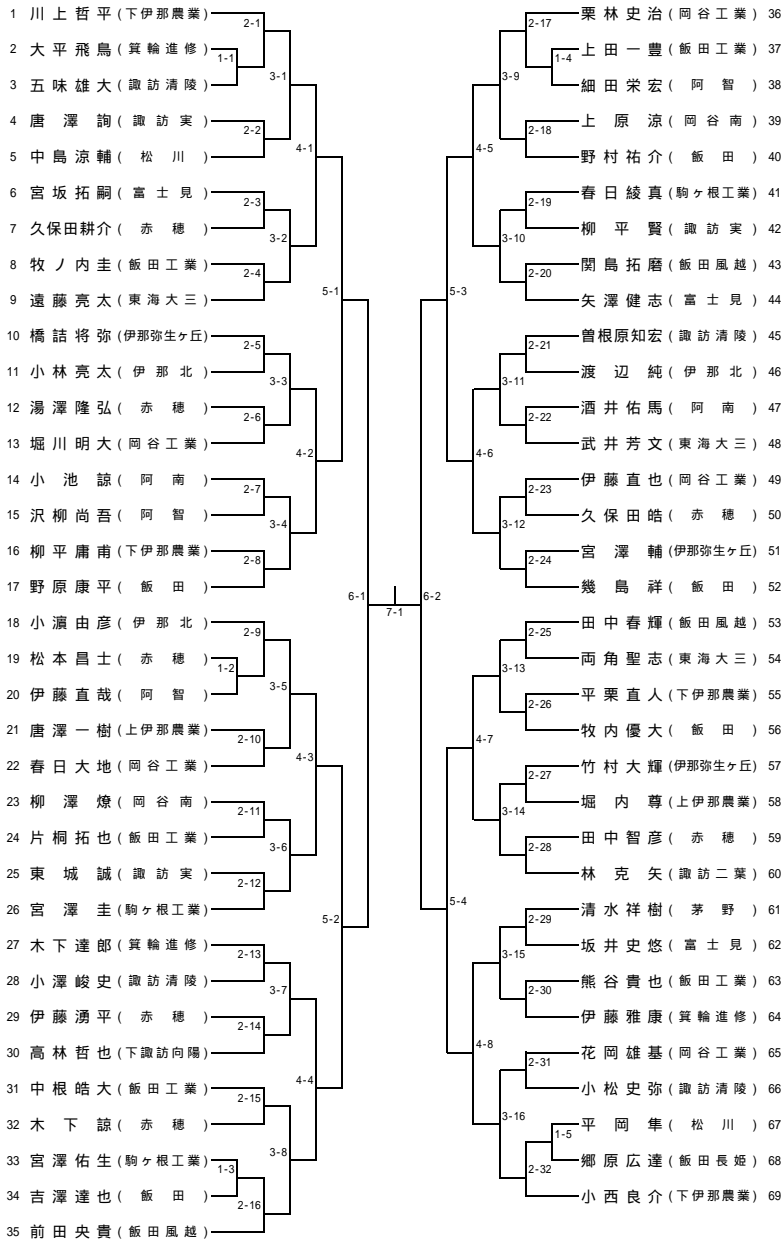 1 川上哲平 (下伊那農業)
2 大平飛鳥 (箕輪進修)
3 五味雄大 (諏訪清陵)
4 唐澤詢 (諏訪実)
5 中島涼輔 (松川)
6 宮坂拓嗣 (富士見)
7 久保田耕介 (赤穂)
8 牧ノ内圭 (飯田工業)
9 遠藤亮太 (東海大三)
10 橋詰将弥 (伊那弥生ヶ丘)
11 小林亮太 (伊那北)
12 湯澤隆弘 (赤穂)
13 堀川明大 (岡谷工業)
14 小池諒 (阿南)
15 沢柳尚吾 (阿智)
16 柳平庸甫 (下伊那農業)
17 野原康平 (飯田)
18 小濵由彦 (伊那北)
19 松本昌士 (赤穂)
20 伊藤直哉 (阿智)
21 唐澤一樹 (上伊那農業)
22 春日大地 (岡谷工業)
23 柳澤燎 (岡谷南)
24 片桐拓也 (飯田工業)
25 東城誠 (諏訪実)
26 宮澤圭 (駒ヶ根工業)
27 木下達郎 (箕輪進修)
28 小澤峻史 (諏訪清陵)
29 伊藤湧平 (赤穂)
30 高林哲也 (下諏訪向陽)
31 中根皓大 (飯田工業)
32 木下諒 (赤穂)
33 宮澤佑生 (駒ヶ根工業)
34 吉澤達也 (飯田)
35 前田央貴 (飯田風越)
1-1
1-2
1-3
2-1
2-2
2-3
2-4
2-5
2-6
2-7
2-8
2-9
2-10
2-11
2-12
2-13
2-14
2-15
2-16
3-1
3-2
3-3
3-4
3-5
3-6
3-7
3-8
4-1
4-2
4-3
4-4
5-1
5-2
6-1
7-1
6-2
5-3
5-4
4-5
4-6
4-7
4-8
3-9
3-10
3-11
3-12
3-13
3-14
3-15
3-16
2-17
2-18
2-19
2-20
2-21
2-22
2-23
2-24
2-25
2-26
2-27
2-28
2-29
2-30
2-31
2-32
1-4
1-5
栗林史治 (岡谷工業) 36
上田一豊 (飯田工業) 37
細田栄宏 (阿智) 38
上原涼 (岡谷南) 39
野村祐介 (飯田) 40
春日綾真 (駒ヶ根工業) 41
柳平賢 (諏訪実) 42
関島拓磨 (飯田風越) 43
矢澤健志 (富士見) 44
曽根原知宏 (諏訪清陵) 45
渡辺純 (伊那北) 46
酒井佑馬 (阿南) 47
武井芳文 (東海大三) 48
伊藤直也 (岡谷工業) 49
久保田皓 (赤穂) 50
宮澤輔 (伊那弥生ヶ丘) 51
幾島祥 (飯田) 52
田中春輝 (飯田風越) 53
両角聖志 (東海大三) 54
平栗直人 (下伊那農業) 55
牧内優大 (飯田) 56
竹村大輝 (伊那弥生ヶ丘) 57
堀内尊 (上伊那農業) 58
田中智彦 (赤穂) 59
林克矢 (諏訪二葉) 60
清水祥樹 (茅野) 61
坂井史悠 (富士見) 62
熊谷貴也 (飯田工業) 63
伊藤雅康 (箕輪進修) 64
花岡雄基 (岡谷工業) 65
小松史弥 (諏訪清陵) 66
平岡隼 (松川) 67
郷原広達 (飯田長姫) 68
小西良介 (下伊那農業) 69